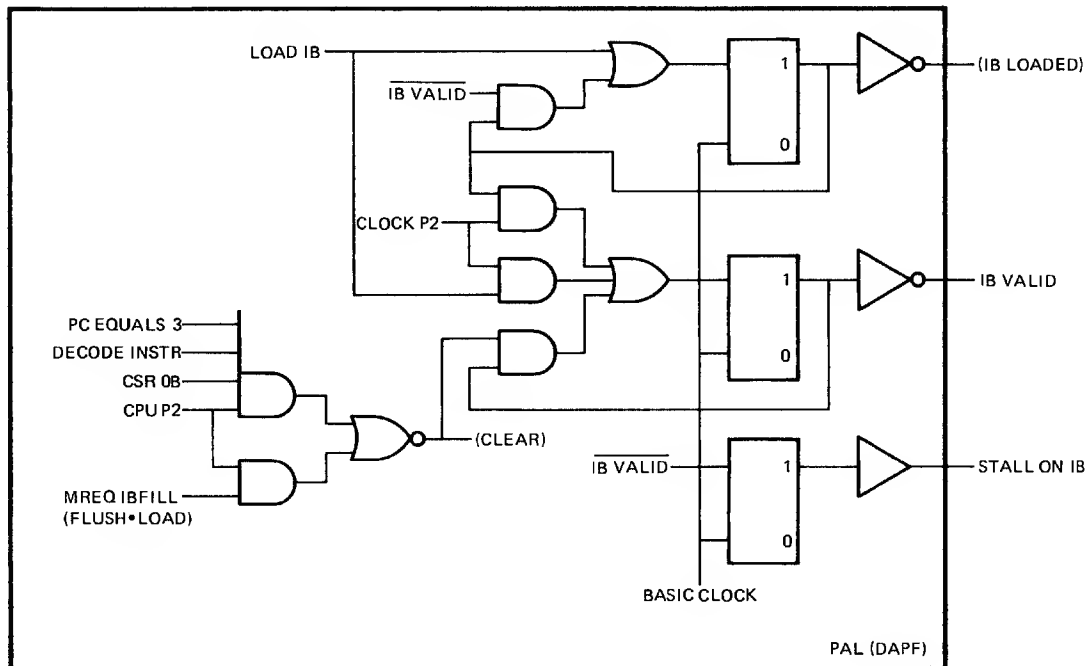 LOAD IB
IB VALID
1
0
(IB LOADED)
CLOCK P2
1
0
IB VALID
PC EQUALS 3
DECODE INSTR
CSR 0B
CPU P2
(CLEAR)
MREQ IBFILL
(FLUSH•LOAD)
IB VALID
1
0
STALL ON IB
BASIC CLOCK
PAL (DAPF)